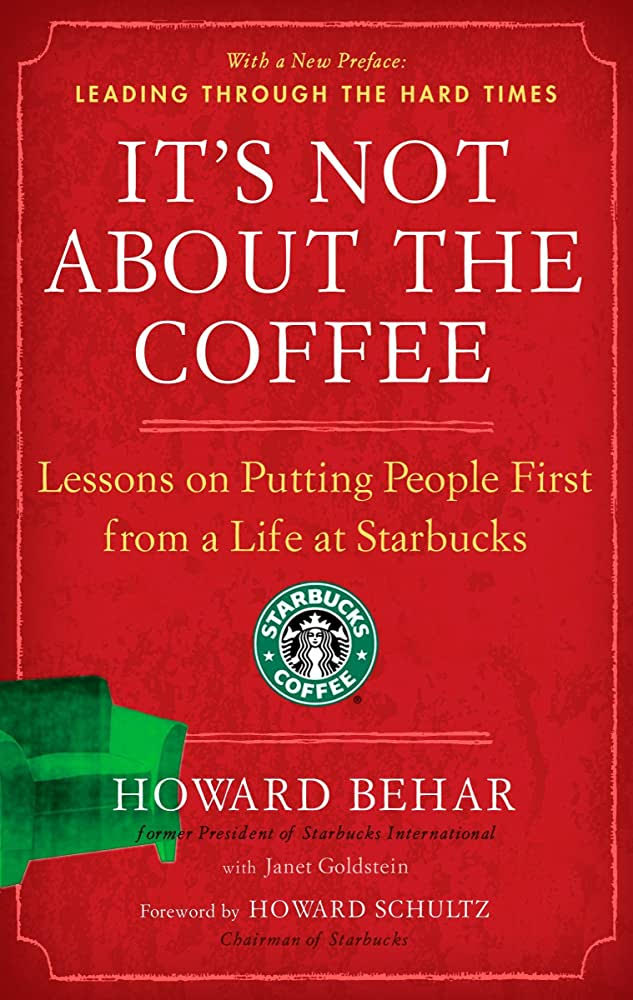 With a New Preface:
LEADING THROUGH THE HARD TIMES
IT'S NOT
ABOUT THE
COFFEE
Lessons on Putting People First
from a Life at Starbucks
STARBUCKS
COFFEE
®
HOWARD BEHAR
former President of Starbucks International
with Janet Goldstein
Foreword by HOWARD SCHULTZ
Chairman of Starbucks